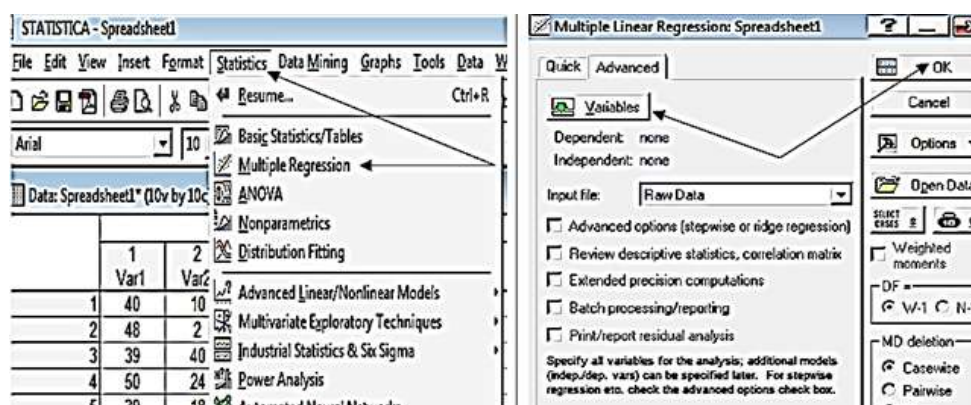 STATISTICA - Spreadsheet1
File Edit View Insert Format Statistics Data Mining Graphs Tools Data W
Resume... Ctrl+R
Arial 10
Basic Statistics/Tables
Multiple Regression
Data: Spreadsheet1* (10v by 10c
ANOVA
Nonparametrics
Distribution Fitting
1 2
Var1 Var2
Advanced Linear/Nonlinear Models
1 40 10
Multivariate Exploratory Techniques
2 48 2
Industrial Statistics & Six Sigma
3 39 40
Power Analysis
4 50 24
Multiple Linear Regression: Spreadsheet1
Quick Advanced
OK
Variables
Cancel
Dependent: none
Independent: none
Options
Input file: Raw Data
Open Data
Advanced options (stepwise or ridge regression)
SELECT CASES
Review descriptive statistics, correlation matrix
Weighted moments
Extended precision computations
DF =
Batch processing/reporting
W-1 N-
Print/report residual analysis
MD deletion
Specify all variables for the analysis; additional models
(indep./dep. vars) can be specified later. For stepwise
regression etc. check the advanced options check box.
Casewise
Pairwise